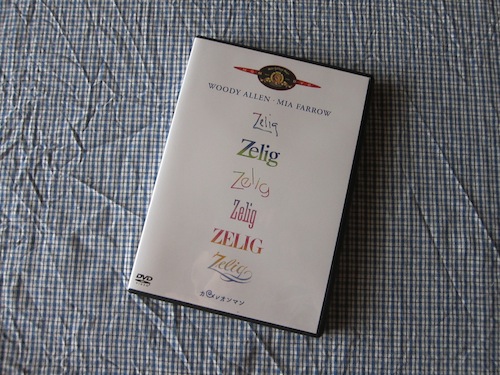 WOODY ALLEN · MIA FARROW
Zelig
Zelig
Zelig
Zelig
ZELIG
Zelig
DVD
カメレオンマン